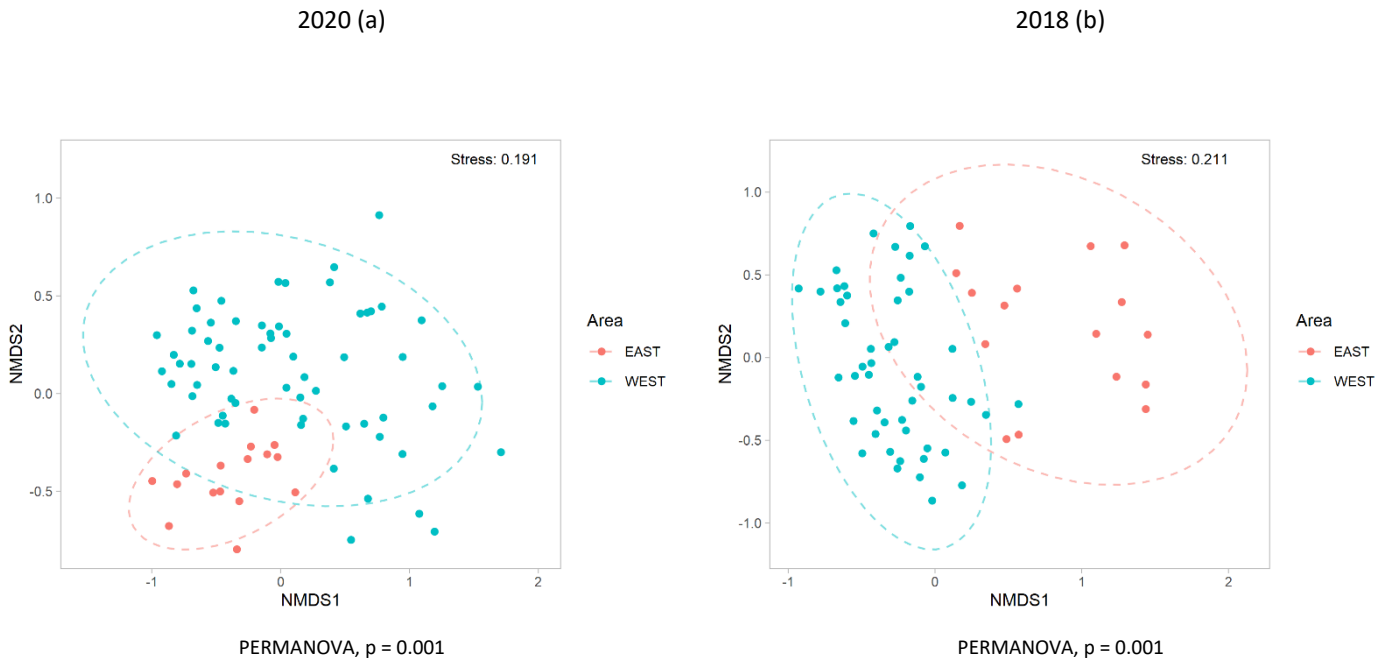 2020 (a)
2018 (b)
Stress: 0.191
1.0
0.5
0.0
-0.5
NMDS2
-1
0
1
2
NMDS1
Area
EAST
WEST
PERMANOVA, p = 0.001
Stress: 0.211
1.0
0.5
0.0
-0.5
-1.0
NMDS2
-1
0
1
2
NMDS1
Area
EAST
WEST
PERMANOVA, p = 0.001